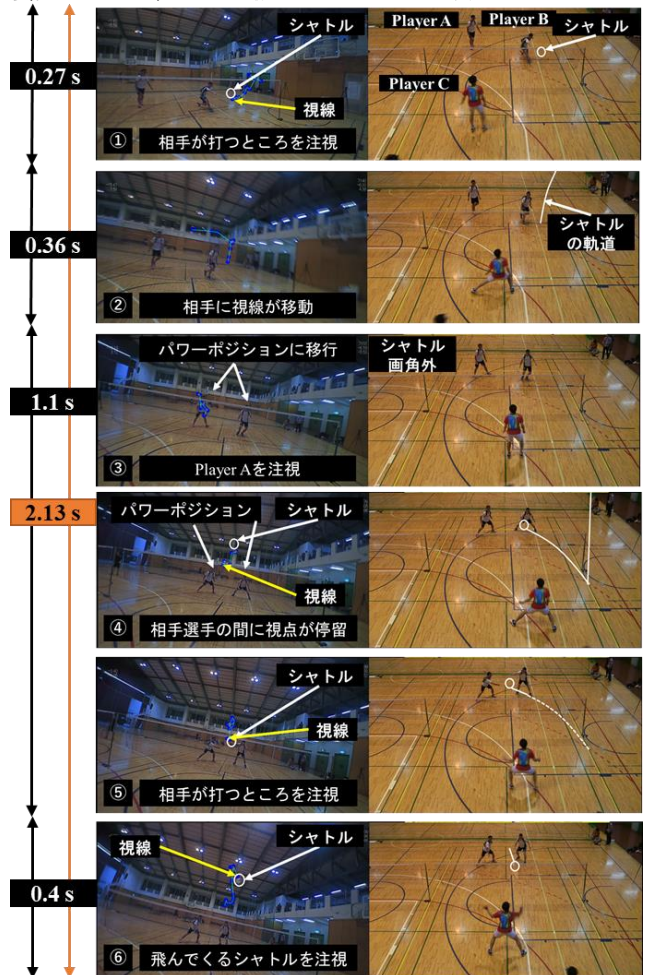 0.27 s
シャトル
視線
① 相手が打つところを注視
Player A
Player B
シャトル
Player C
0.36 s
② 相手に視線が移動
シャトル
の軌道
1.1 s
パワーポジションに移行
③ Player Aを注視
シャトル
画角外
2.13 s
パワーポジション
シャトル
視線
④ 相手選手の間に視点が停留
シャトル
視線
⑤ 相手が打つところを注視
0.4 s
視線
シャトル
⑥ 飛んでくるシャトルを注視